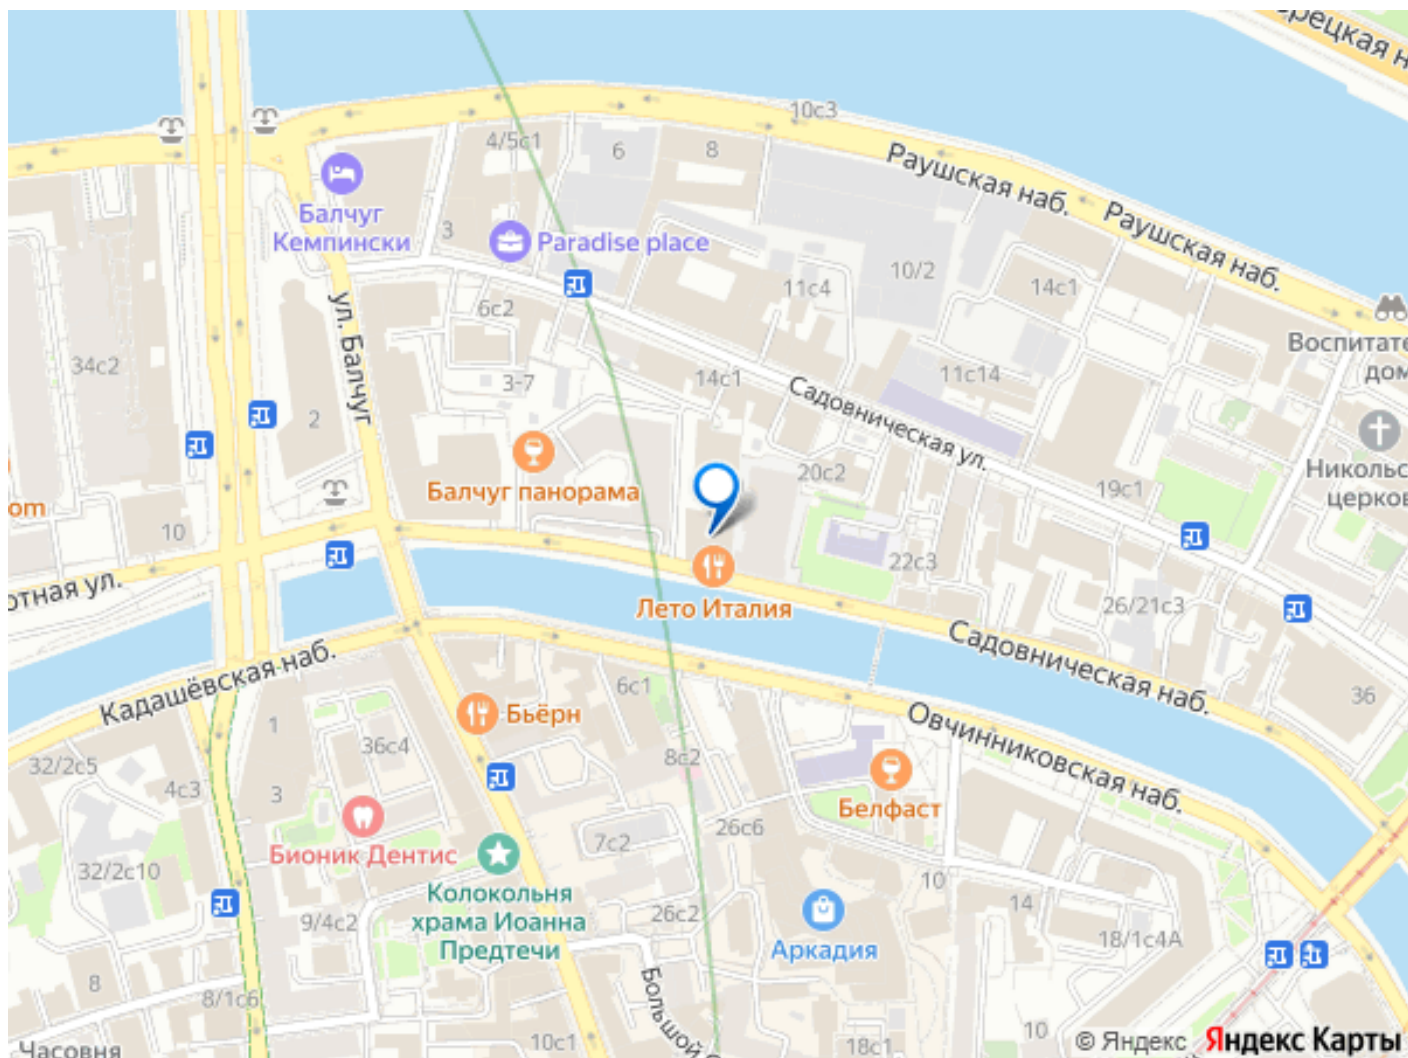 рецкая н
10с3
4/5с1
6
8
Раушская наб.
Раушская наб.
Балчуг
Кемпински
3
Paradise place
10/2
11с4
14с1
6с2
ул. Балчуг
Воспитате
дом
34с2
3-7
14с1
11с14
Садовническая ул.
2
Балчуг панорама
20с2
19с1
Никольс
церков
om
10
22с3
отная ул.
Лето Италия
26/21с3
Садовническая наб.
Кадашёвская наб.
6с1
36
1
Бьёрн
Овчинниковская наб.
36с4
32/2с5
4с3
3
8с2
Белфаст
26с6
7с2
Бионик Дентис
32/2с10
Колокольня
храма Иоанна
Предтечи
9/4с2
26с2
10
14
Аркадия
18/1с4А
8
8/1с6
Большой
10с1
18с1
10
Часовня
© Яндекс Яндекс Карты